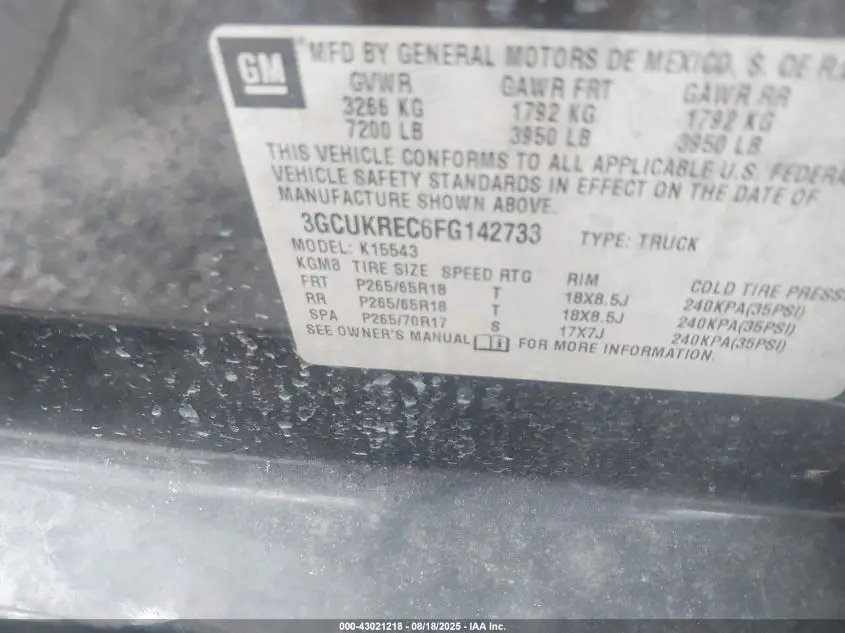 GM
MFD BY GENERAL MOTORS DE MEXICO, S. DE R.
GVWR GAWR FRT GAWR RR
3266 KG 1792 KG 1792 KG
7200 LB 3950 LB 3950 LB
THIS VEHICLE CONFORMS TO ALL APPLICABLE U.S. FEDERA
VEHICLE SAFETY STANDARDS IN EFFECT ON THE DATE OF
MANUFACTURE SHOWN ABOVE.
3GCUKREC6FG142733 TYPE: TRUCK
MODEL: K15543
KGM8 TIRE SIZE SPEED RTG RIM COLD TIRE PRESS
FRT P265/65R18 T 18X8.5J 240KPA(35PSI)
RR P265/65R18 T 18X8.5J 240KPA(35PSI)
SPA P265/70R17 S 17X7J 240KPA(35PSI)
SEE OWNER'S MANUAL FOR MORE INFORMATION.
000-43021218 - 08/18/2025 - IAA Inc.